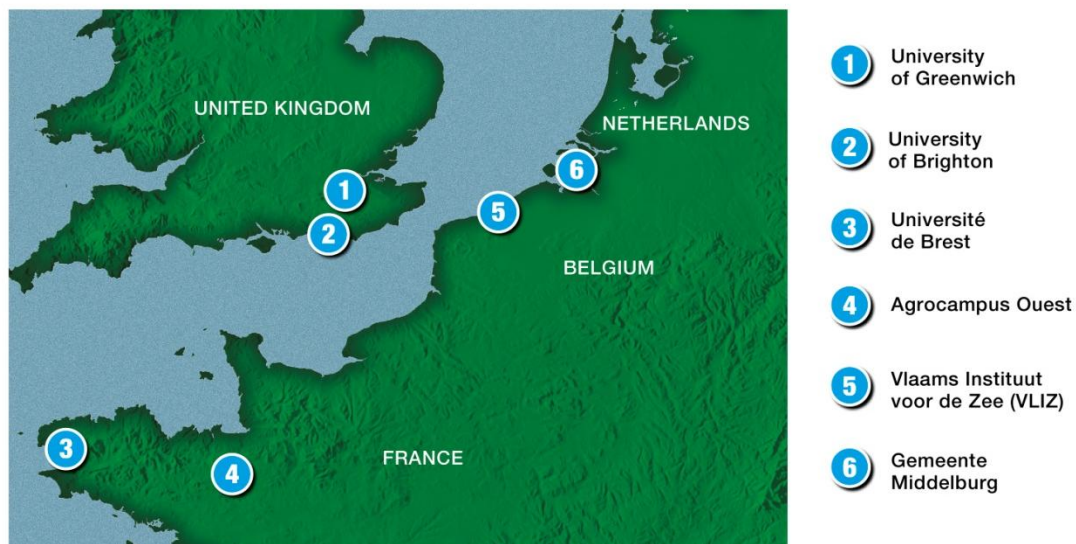 UNITED KINGDOM
NETHERLANDS
6
1
5
2
BELGIUM
3
4
FRANCE
1 University
of Greenwich
2 University
of Brighton
3 Université
de Brest
4 Agrocampus Ouest
5 Vlaams Instituut
voor de Zee (VLIZ)
6 Gemeente
Middelburg